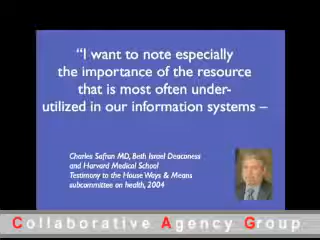 “I want to note especially
the importance of the resource
that is most often under-
utilized in our information systems –
Charles Safran MD, Beth Israel Deaconess
and Harvard Medical School
Testimony to the House Ways & Means
subcommittee on health, 2004
Collaborative Agency Group